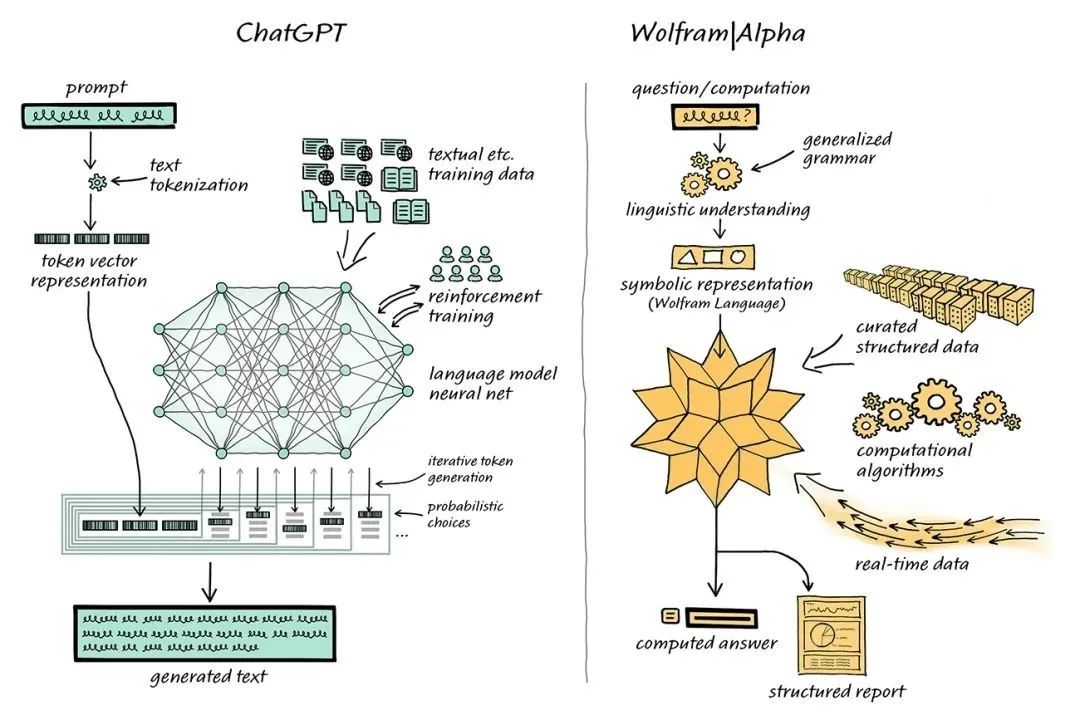 ChatGPT
prompt
text
tokenization
token vector
representation
textual etc.
training data
reinforcement
training
language model
neural net
iterative token
generation
probabilistic
choices
...
generated text
Wolfram|Alpha
question/computation
?
generalized
grammar
linguistic understanding
symbolic representation
(Wolfram Language)
curated
structured data
computational
algorithms
real-time data
computed answer
structured report